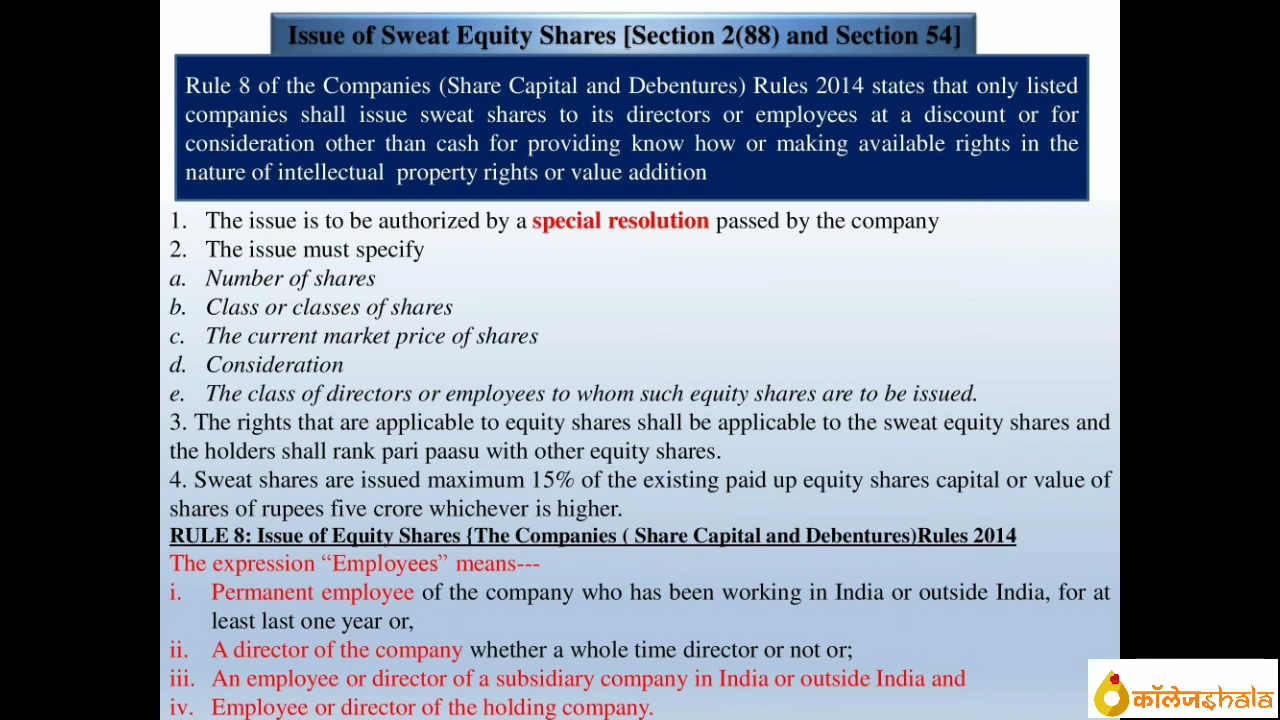 Issue of Sweat Equity Shares [Section 2(88) and Section 54]
Rule 8 of the Companies (Share Capital and Debentures) Rules 2014 states that only listed
companies shall issue sweat shares to its directors or employees at a discount or for
consideration other than cash for providing know how or making available rights in the
nature of intellectual property rights or value addition
1. The issue is to be authorized by a special resolution passed by the company
2. The issue must specify
a. Number of shares
b. Class or classes of shares
c. The current market price of shares
d. Consideration
e. The class of directors or employees to whom such equity shares are to be issued.
3. The rights that are applicable to equity shares shall be applicable to the sweat equity shares and
the holders shall rank pari paasu with other equity shares.
4. Sweat shares are issued maximum 15% of the existing paid up equity shares capital or value of
shares of rupees five crore whichever is higher.
RULE 8: Issue of Equity Shares {The Companies ( Share Capital and Debentures)Rules 2014
The expression “Employees” means---
i. Permanent employee of the company who has been working in India or outside India, for at
least last one year or,
ii. A director of the company whether a whole time director or not or;
iii. An employee or director of a subsidiary company in India or outside India and
iv. Employee or director of the holding company.
कॉलेजshala